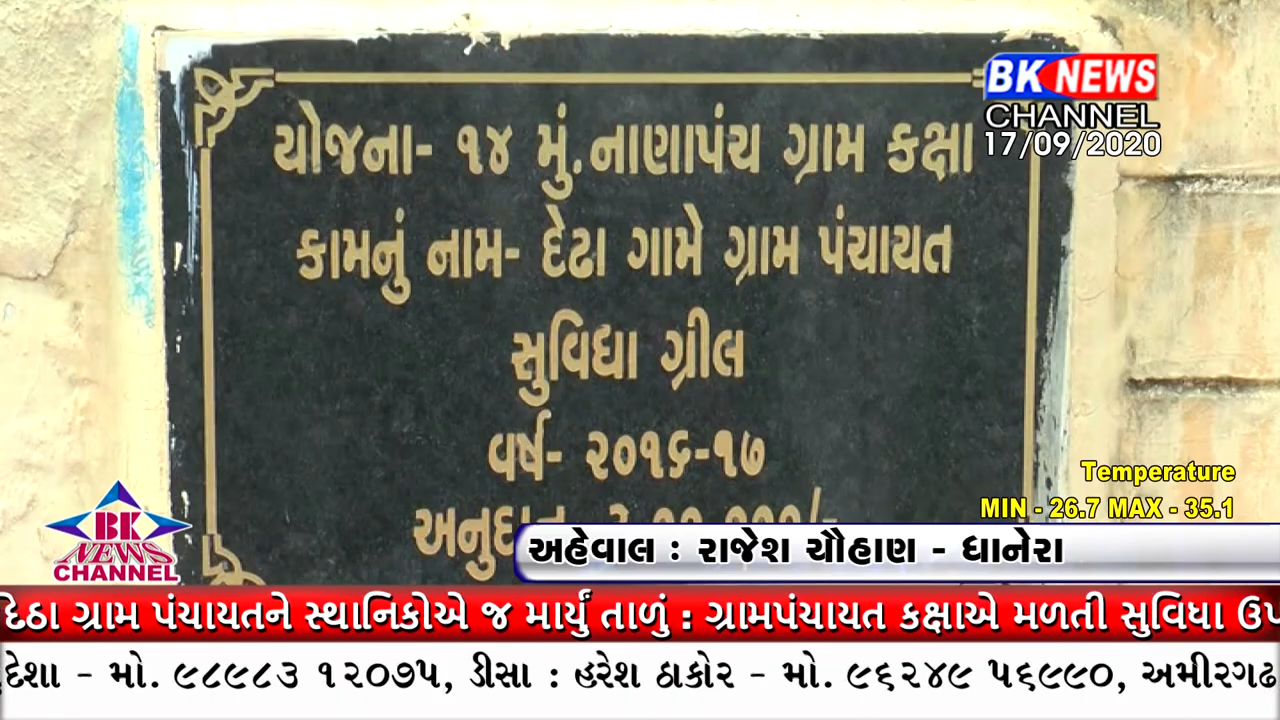 યોજના- ૧૪ મું.નાણાપંચ ગ્રામ કક્ષા
કામનું નામ- દેઢા ગામે ગ્રામ પંચાયત
સુવિધા ગ્રીલ
વર્ષ- ૨૦૧૬-૧૭
BK NEWS
CHANNEL
17/09/2020
Temperature
MIN - 26.7 MAX - 35.1
BK
NEWS
CHANNEL
અહેવાલ : રાજેશ ચૌહાણ - ધાનેરા
દિઠા ગ્રામ પંચાયતને સ્થાનિકોએ જ માર્યું તાળું : ગ્રામપંચાયત કક્ષાએ મળતી સુવિધા ઉપ
દેશા - મો. ૯૮૯૮૩ ૧૨૦૭૫, ડીસા : હરેશ ઠાકોર - મો. ૯૬૨૪૯ ૫૬૯૯૦, અમીરગઢ